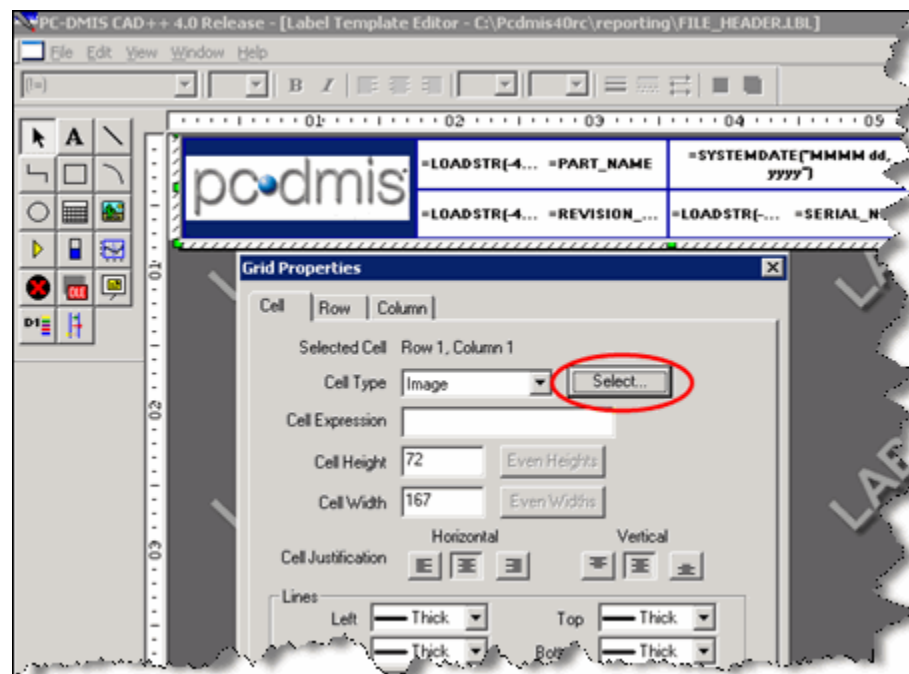 PC-DMIS CAD++ 4.0 Release - [Label Template Editor - C:\Pcdmis40rc\reporting\FILE_HEADER.LBL]
File Edit View Window Help
(!=)
B I
01 02 03 04 05
A
pc dmis
=LOADSTR(-4... =PART_NAME
=SYSTEMDATE("MMMM dd, yyyy")
=LOADSTR(-4... =REVISION_...
=LOADSTR(-... =SERIAL_N
OLE
D1
01
02
03
Grid Properties
Cell Row Column
Selected Cell Row 1, Column 1
Cell Type Image Select...
Cell Expression
Cell Height 72 Even Heights
Cell Width 167 Even Widths
Horizontal Vertical
Cell Justification
Lines
Left Thick Top Thick
Thick Thick
LA
LAB